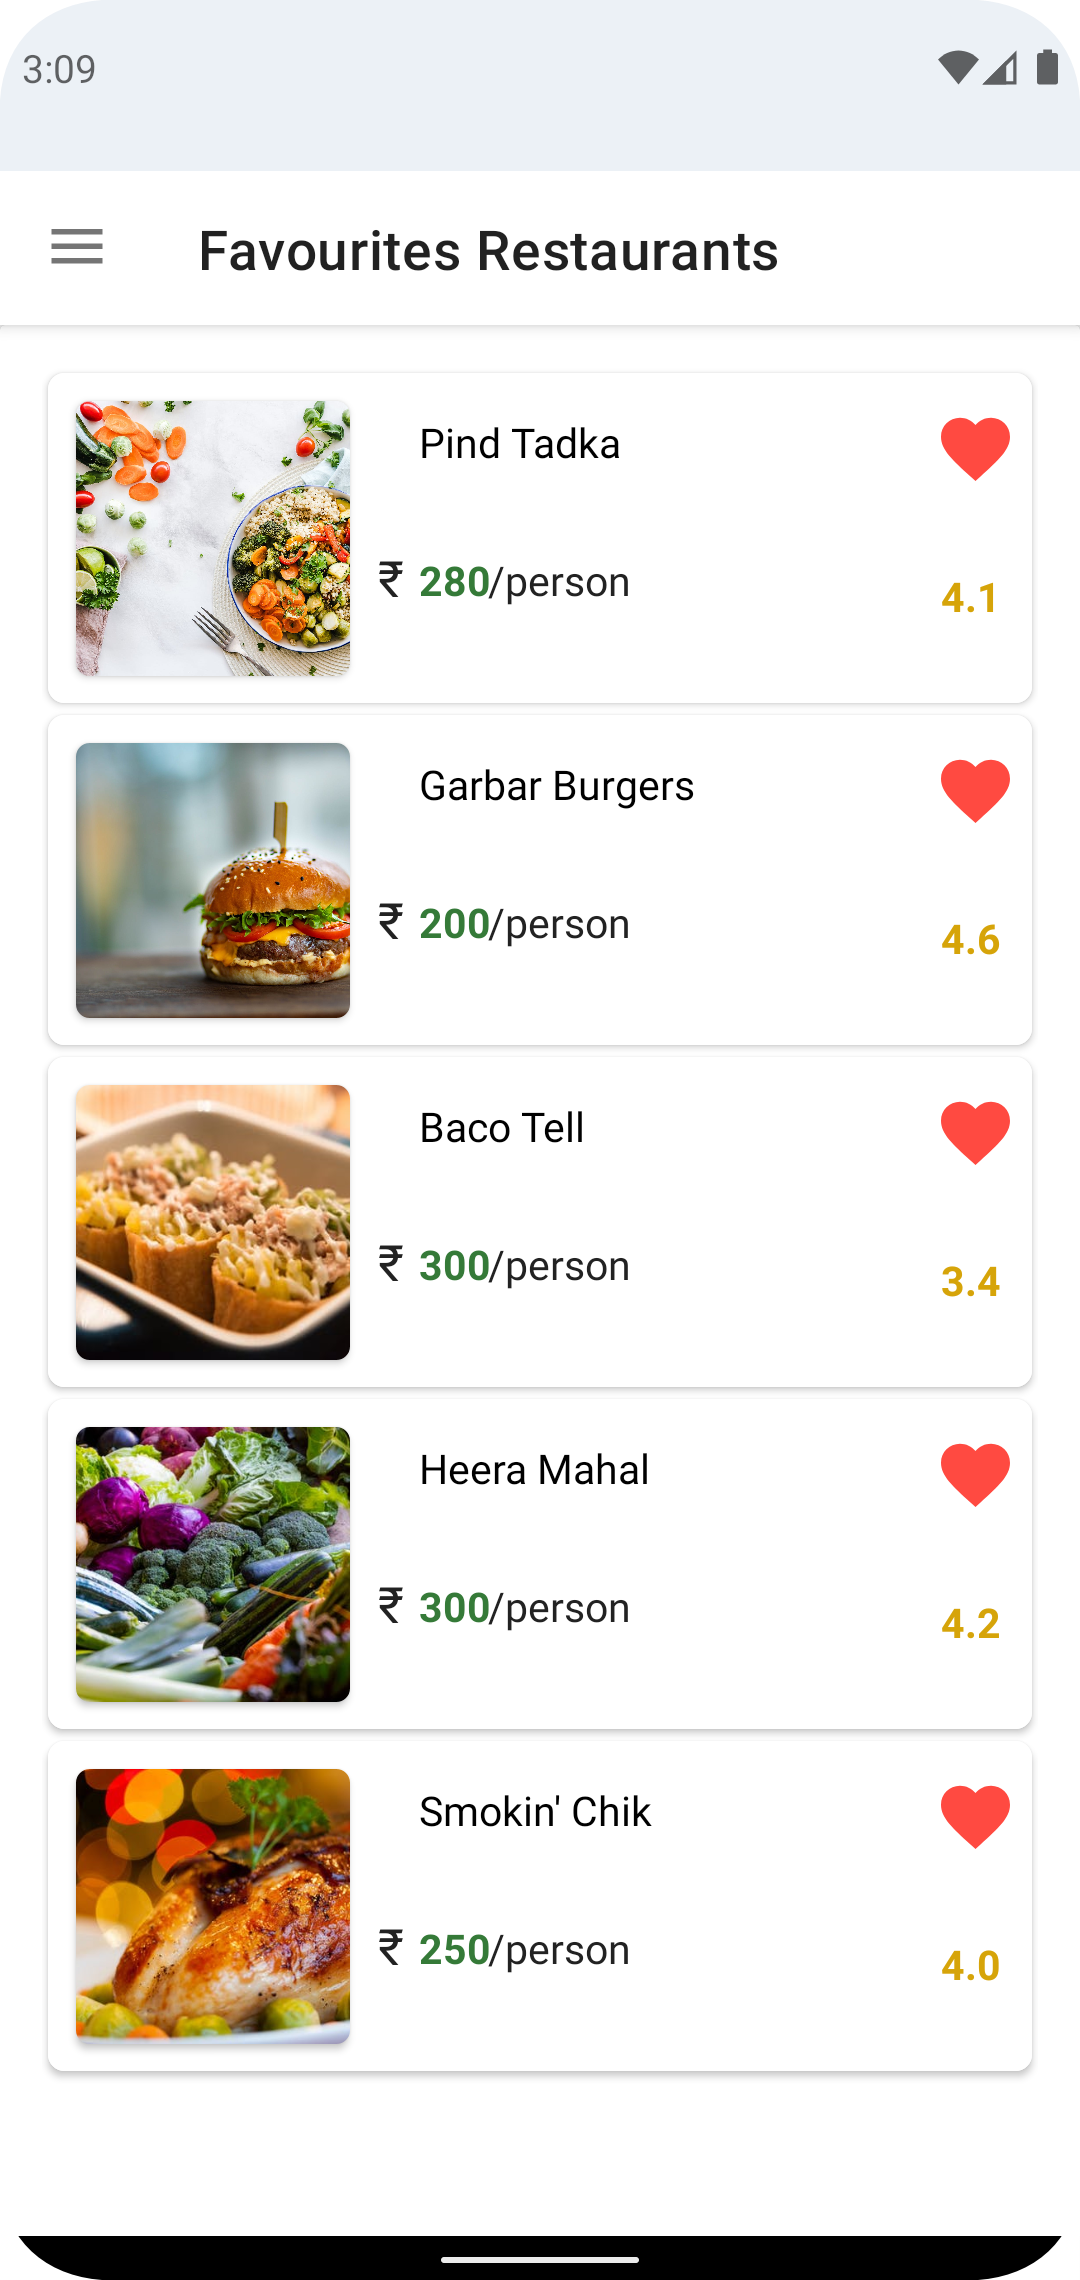 3:09
Favourites Restaurants
Pind Tadka
₹ 280/person
4.1
Garbar Burgers
₹ 200/person
4.6
Baco Tell
₹ 300/person
3.4
Heera Mahal
₹ 300/person
4.2
Smokin' Chik
₹ 250/person
4.0